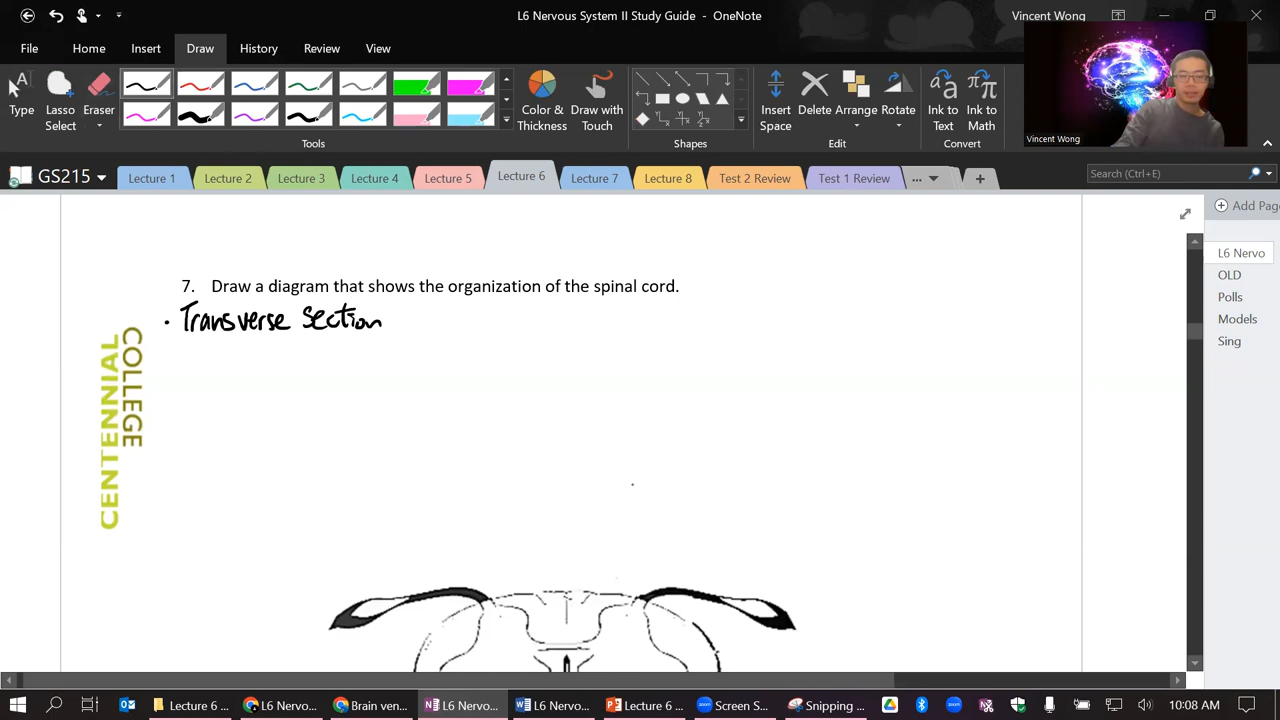 L6 Nervous System II Study Guide - OneNote
Vincent Wong
File
Home
Insert
Draw
History
Review
View
Type
Lasso Select
Eraser
Color & Thickness
Draw with Touch
Insert Space
Delete
Arrange
Rotate
Ink to Text
Ink to Math
Tools
Shapes
Edit
Convert
Vincent Wong
GS215
Lecture 1
Lecture 2
Lecture 3
Lecture 4
Lecture 5
Lecture 6
Lecture 7
Lecture 8
Test 2 Review
Test 1 Review
...
Search (Ctrl+E)
Add Pag
L6 Nervo
OLD
Polls
Models
Sing
7. Draw a diagram that shows the organization of the spinal cord.
• Transverse Section
CENTENNIAL
COLLEGE
Lecture 6 ...
L6 Nervo...
Brain ven...
L6 Nervo...
L6 Nervo...
Lecture 6 ...
Screen S...
Snipping ...
10:08 AM